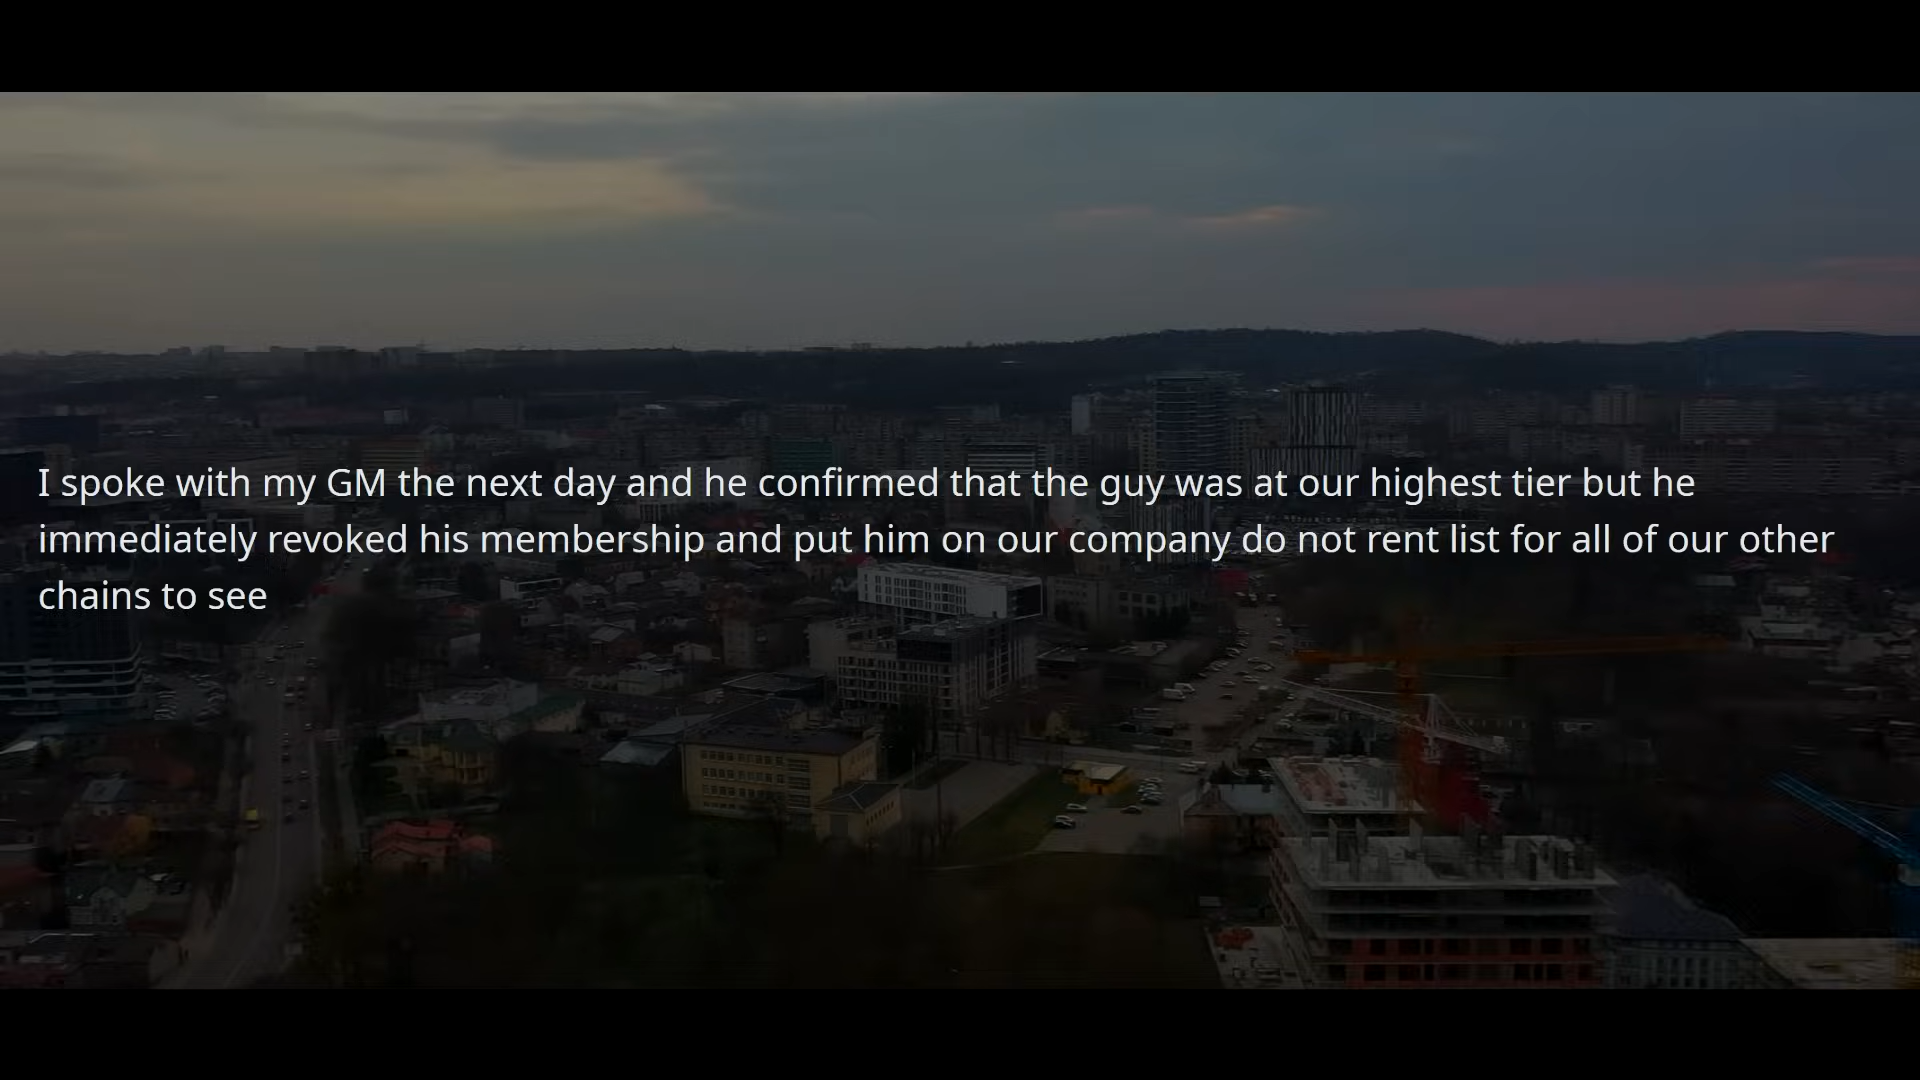 I spoke with my GM the next day and he confirmed that the guy was at our highest tier but he
immediately revoked his membership and put him on our company do not rent list for all of our other
chains to see